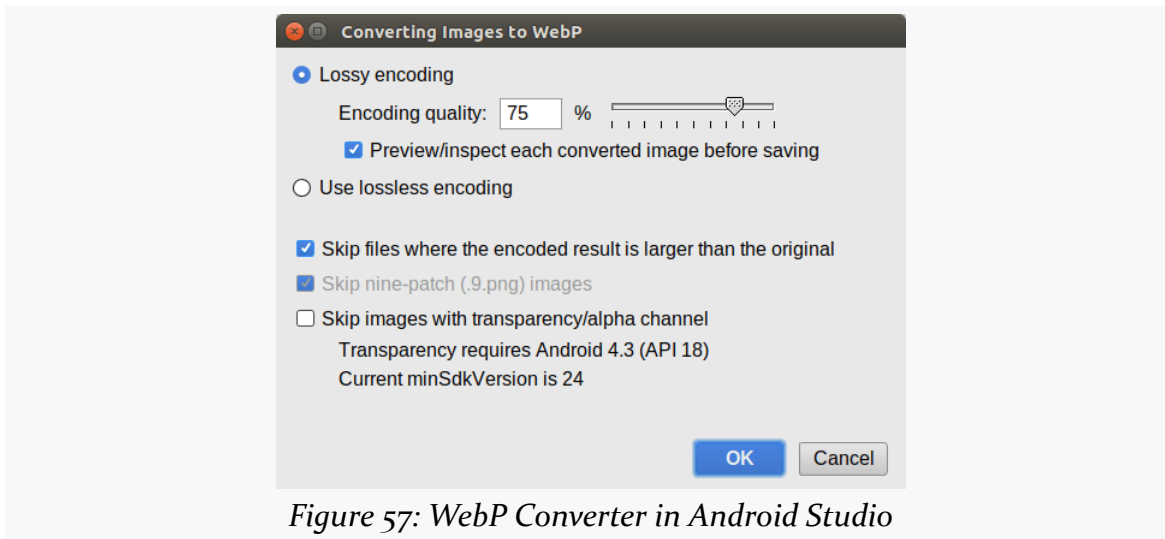 Converting Images to WebP
Lossy encoding
Encoding quality: 75 %
Preview/inspect each converted image before saving
Use lossless encoding
Skip files where the encoded result is larger than the original
Skip nine-patch (.9.png) images
Skip images with transparency/alpha channel
Transparency requires Android 4.3 (API 18)
Current minSdkVersion is 24
OK Cancel
Figure 57: WebP Converter in Android Studio